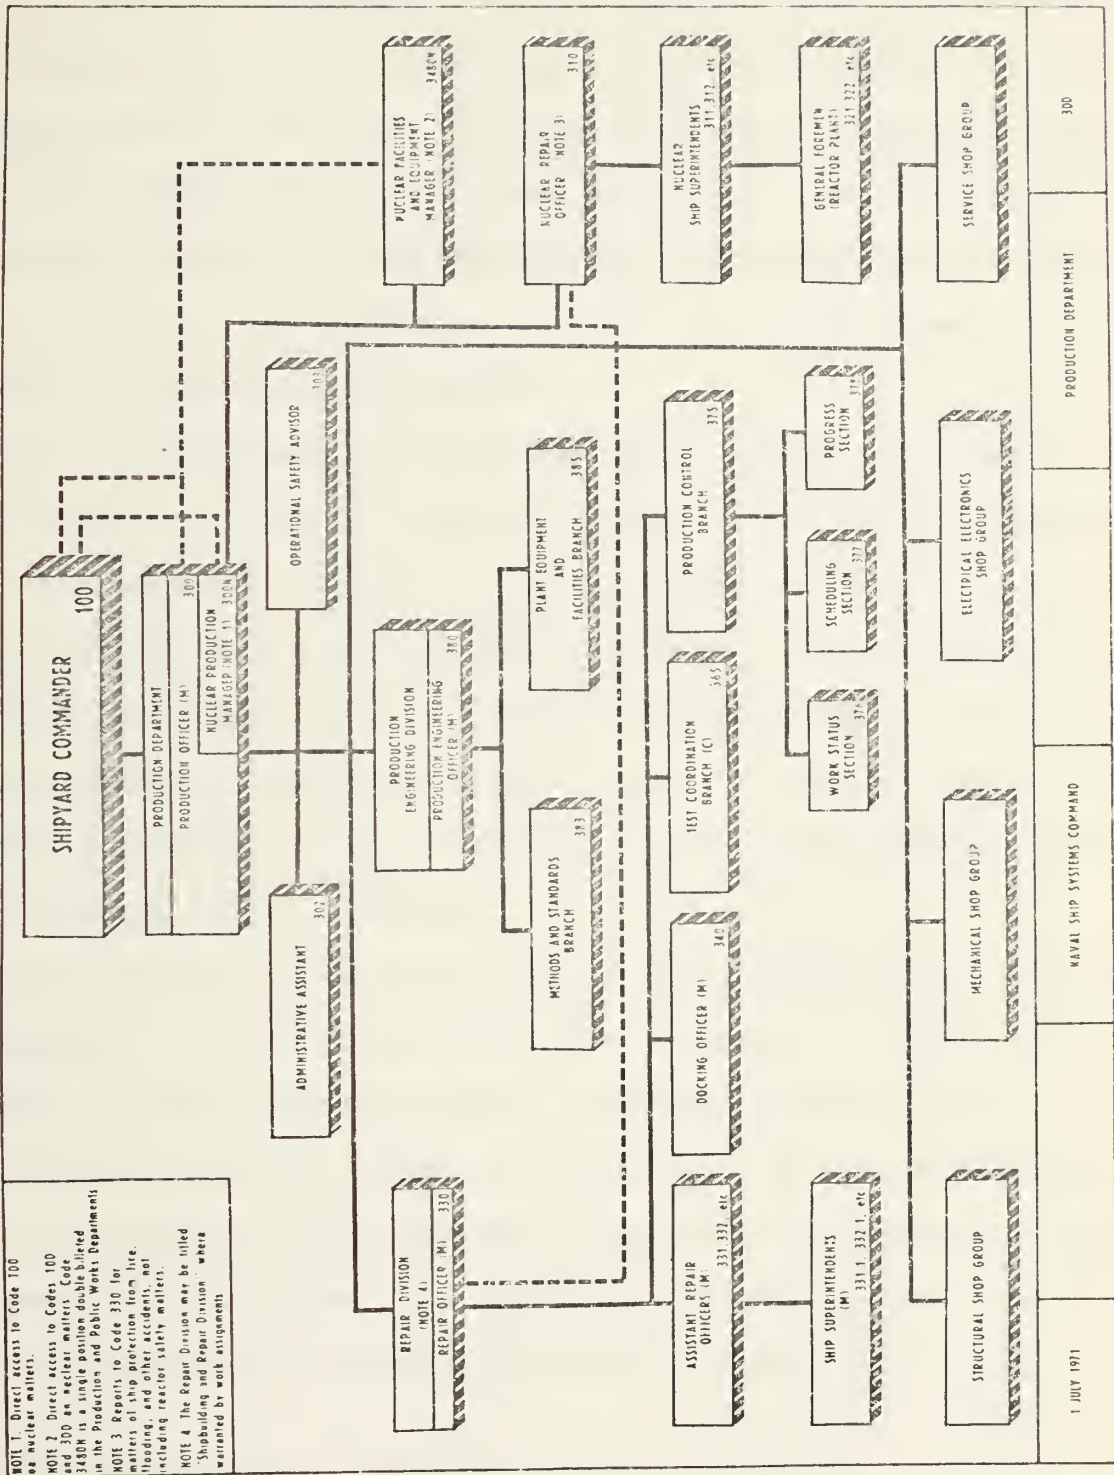 NOTE 1. Direct access to Code 100
on nuclear matters.
NOTE 2 Direct access to Codes 100
and 300 on nuclear matters Code
3480N is a single position double billeted
in the Production and Public Works Departments
NOTE 3 Reports to Code 330 for
matters of ship protection from fire,
flooding, and other accidents, not
including reactor safety matters.
NOTE 4 The Repair Division may be titled
"Shipbuilding and Repair Division" where
warranted by work assignments
SHIPYARD COMMANDER
100
PRODUCTION DEPARTMENT
PRODUCTION OFFICER (M) 300
NUCLEAR PRODUCTION
MANAGER (NOTE 1) 300N
ADMINISTRATIVE ASSISTANT
302
OPERATIONAL SAFETY ADVISOR
303
NUCLEAR FACILITIES
AND EQUIPMENT
MANAGER (NOTE 2) 3480N
NUCLEAR REPAIR
OFFICER (NOTE 3) 310
NUCLEAR
SHIP SUPERINTENDENTS
311,312, etc
GENERAL FOREMEN
(REACTOR PLANT)
321,322 etc
REPAIR DIVISION
(NOTE 4)
REPAIR OFFICER (M) 330
PRODUCTION
ENGINEERING DIVISION
PRODUCTION ENGINEERING
OFFICER (M) 380
METHODS AND STANDARDS
BRANCH 383
PLANT EQUIPMENT
AND
FACILITIES BRANCH 385
ASSISTANT REPAIR
OFFICERS (M)
331,332, etc
DOCKING OFFICER (M)
340
TEST COORDINATION
BRANCH (C) 365
PRODUCTION CONTROL
BRANCH 375
SHIP SUPERINTENDENTS
(M)
331 1, 332 1, etc
WORK STATUS
SECTION 376
SCHEDULING
SECTION 377
PROGRESS
SECTION 378
STRUCTURAL SHOP GROUP
MECHANICAL SHOP GROUP
ELECTRICAL ELECTRONICS
SHOP GROUP
SERVICE SHOP GROUP
1 JULY 1971
NAVAL SHIP SYSTEMS COMMAND
PRODUCTION DEPARTMENT
300